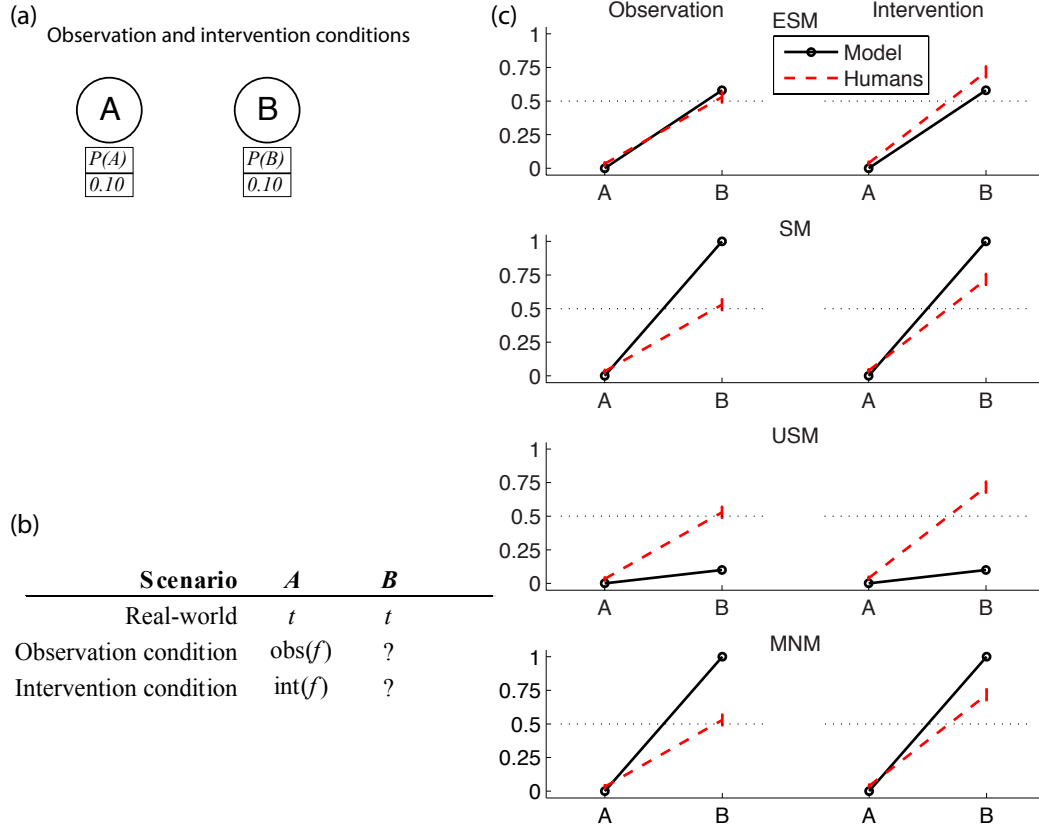 (a)
Observation and intervention conditions
A B
P(A) P(B)
0.10 0.10
(b)
Scenario A B
Real-world t t
Observation condition obs(f) ?
Intervention condition int(f) ?
(c)
Observation Intervention
ESM
Model
Humans
1
0.75
0.5
0.25
0
A B A B
SM
1
0.75
0.5
0.25
0
A B A B
USM
1
0.75
0.5
0.25
0
A B A B
MNM
1
0.75
0.5
0.25
0
A B A B